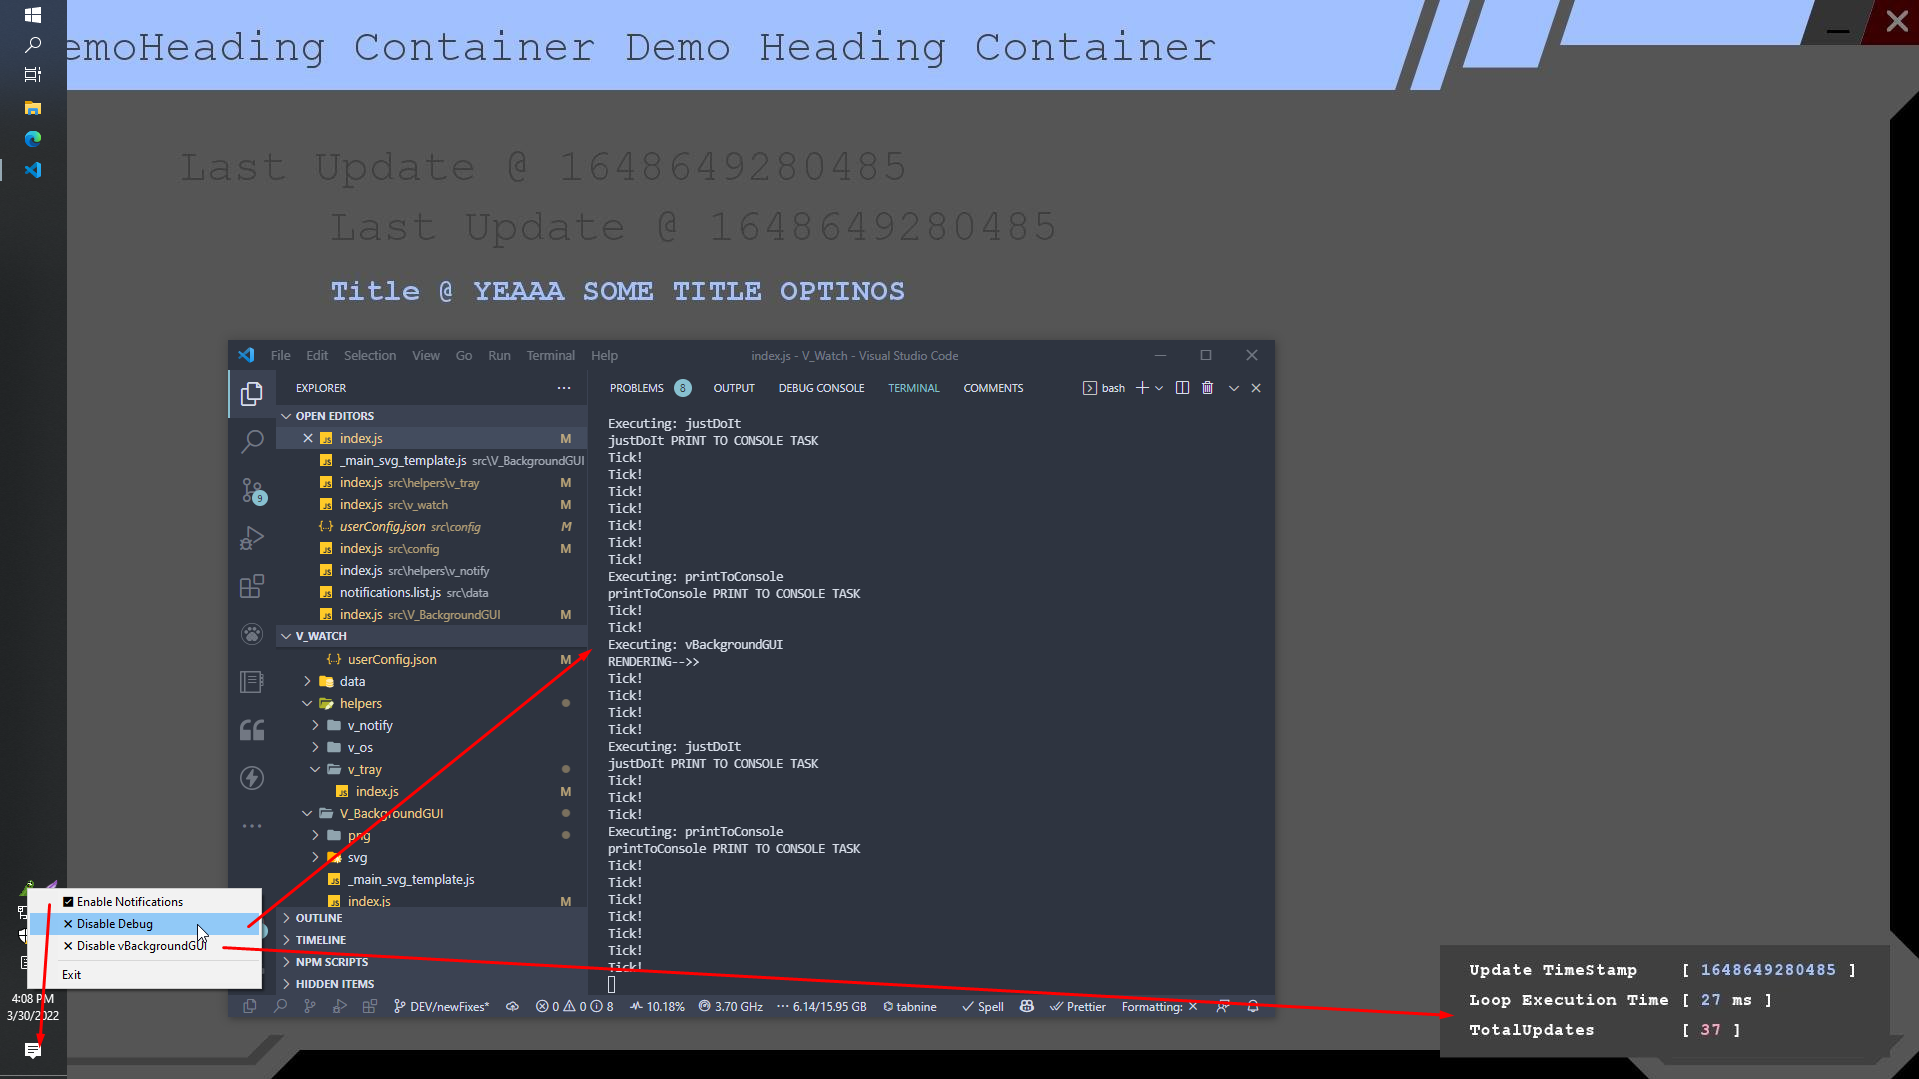 emoHeading Container Demo Heading Container
Last Update @ 1648649280485
Last Update @ 1648649280485
Title @ YEAAA SOME TITLE OPTINOS
File Edit Selection View Go Run Terminal Help
index.js - V_Watch - Visual Studio Code
EXPLORER
OPEN EDITORS
index.js M
_main_svg_template.js src\V_BackgroundGUI
index.js src\helpers\v_tray M
index.js src\v_watch M
userConfig.json src\config M
index.js src\config M
index.js src\helpers\v_notify
notifications.list.js src\data
index.js src\V_BackgroundGUI M
9
V_WATCH
userConfig.json M
data
helpers
v_notify
v_os
v_tray
index.js M
V_BackgroundGUI
png
svg
_main_svg_template.js
index.js M
OUTLINE
TIMELINE
NPM SCRIPTS
HIDDEN ITEMS
PROBLEMS 8 OUTPUT DEBUG CONSOLE TERMINAL COMMENTS
bash
Executing: justDoIt
justDoIt PRINT TO CONSOLE TASK
Tick!
Tick!
Tick!
Tick!
Tick!
Tick!
Tick!
Executing: printToConsole
printToConsole PRINT TO CONSOLE TASK
Tick!
Tick!
Executing: vBackgroundGUI
RENDERING-->>
Tick!
Tick!
Tick!
Tick!
Executing: justDoIt
justDoIt PRINT TO CONSOLE TASK
Tick!
Tick!
Tick!
Executing: printToConsole
printToConsole PRINT TO CONSOLE TASK
Tick!
Tick!
Tick!
Tick!
Tick!
Tick!
Tick!
DEV/newFixes* 0 0 8 10.18% 3.70 GHz 6.14/15.95 GB tabnine Spell Prettier Formatting: ×
Enable Notifications
Disable Debug
Disable vBackgroundGUI
Exit
4:08 PM
3/30/2022
Update TimeStamp [ 1648649280485 ]
Loop Execution Time [ 27 ms ]
TotalUpdates [ 37 ]